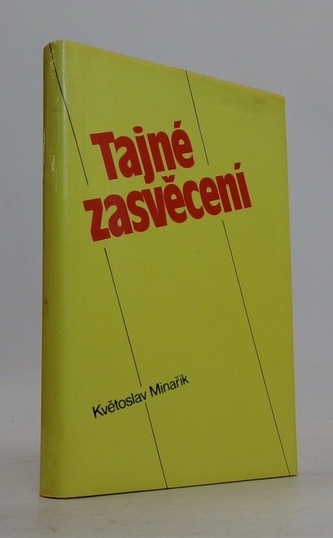 Tajné
zasvěcení
Květoslav Minařík